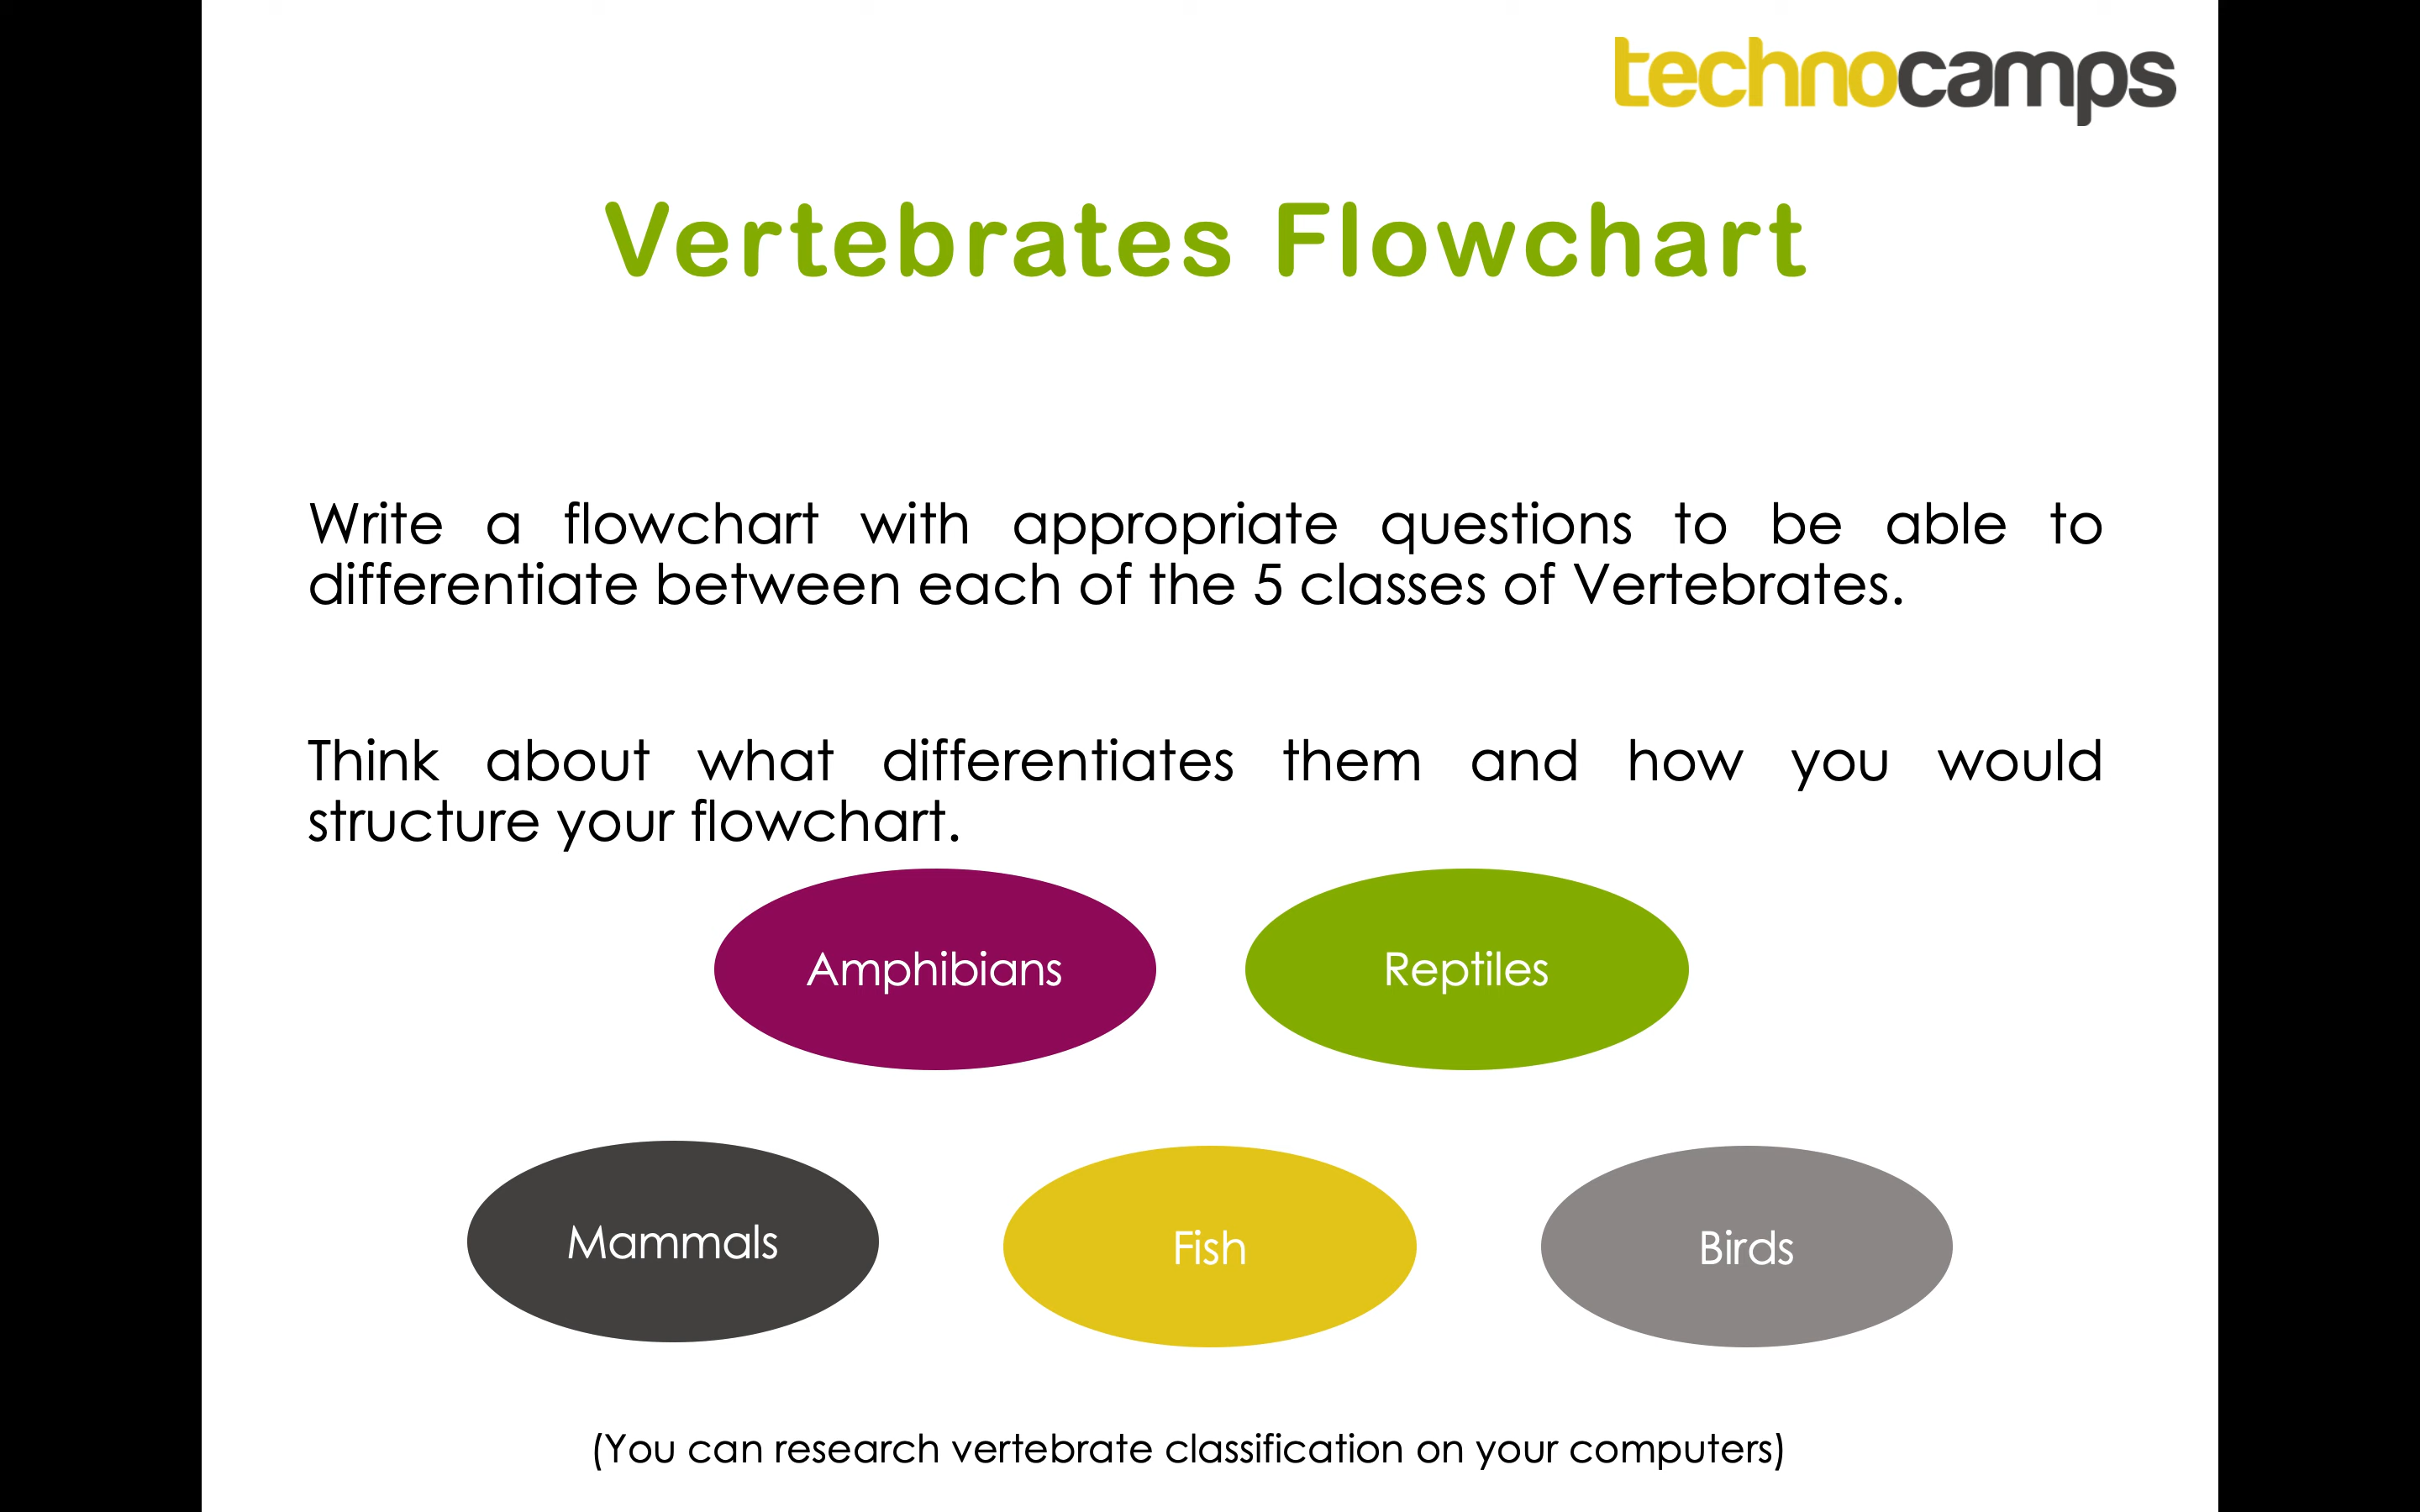 technocamps
Vertebrates Flowchart
Write a flowchart with appropriate questions to be able to
differentiate between each of the 5 classes of Vertebrates.
Think about what differentiates them and how you would
structure your flowchart.
Amphibians
Reptiles
Mammals
Fish
Birds
(You can research vertebrate classification on your computers)